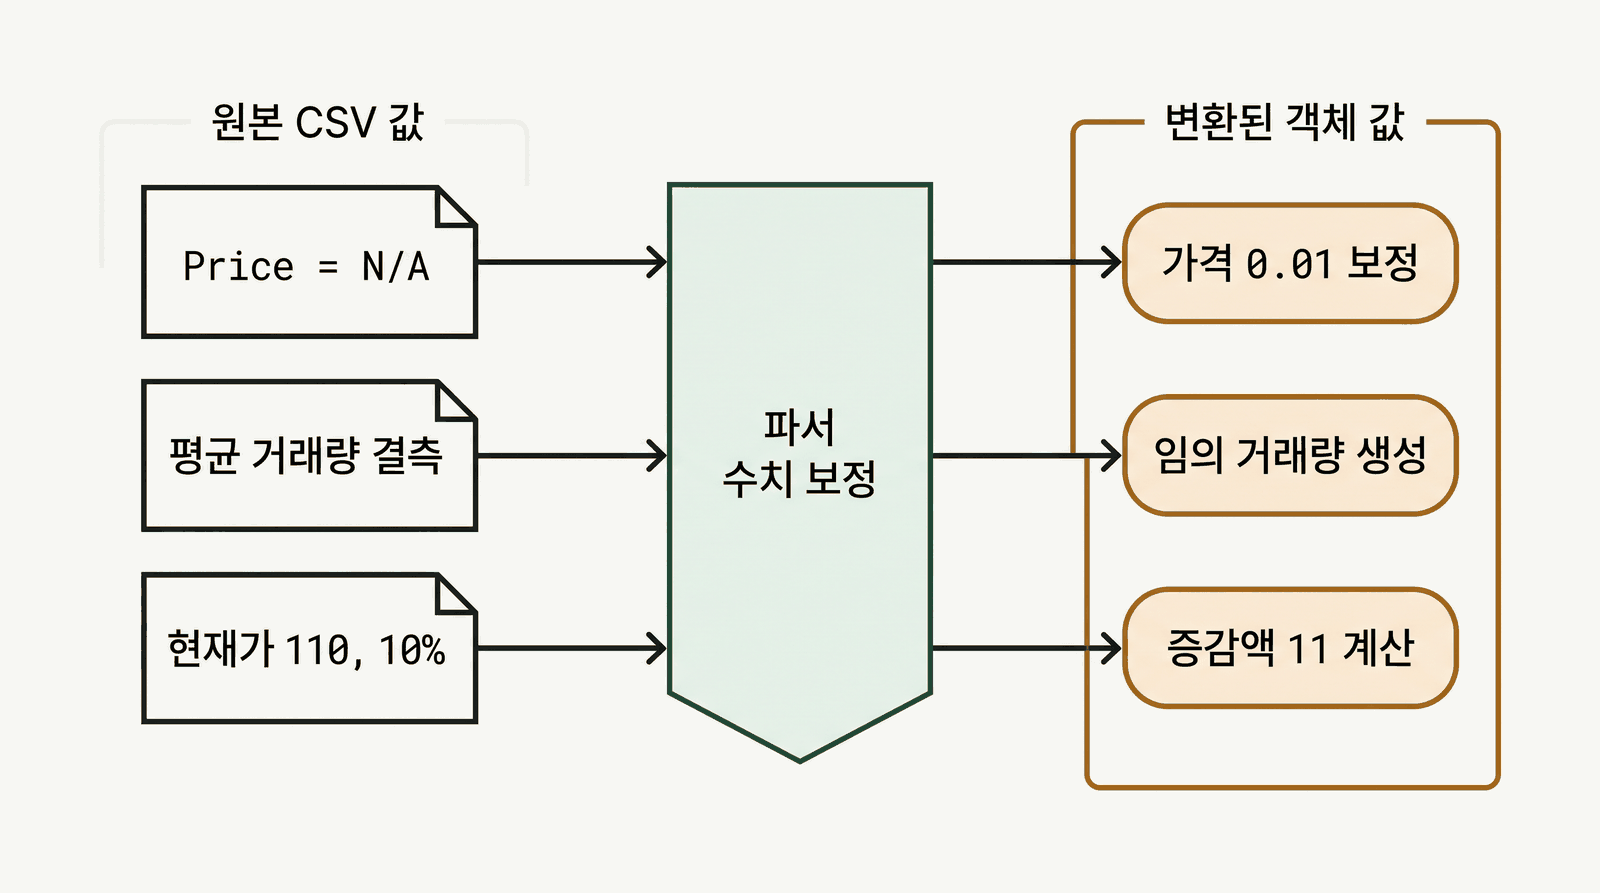 원본 CSV 값
Price = N/A
평균 거래량 결측
현재가 110, 10%
파서
수치 보정
변환된 객체 값
가격 0.01 보정
임의 거래량 생성
증감액 11 계산